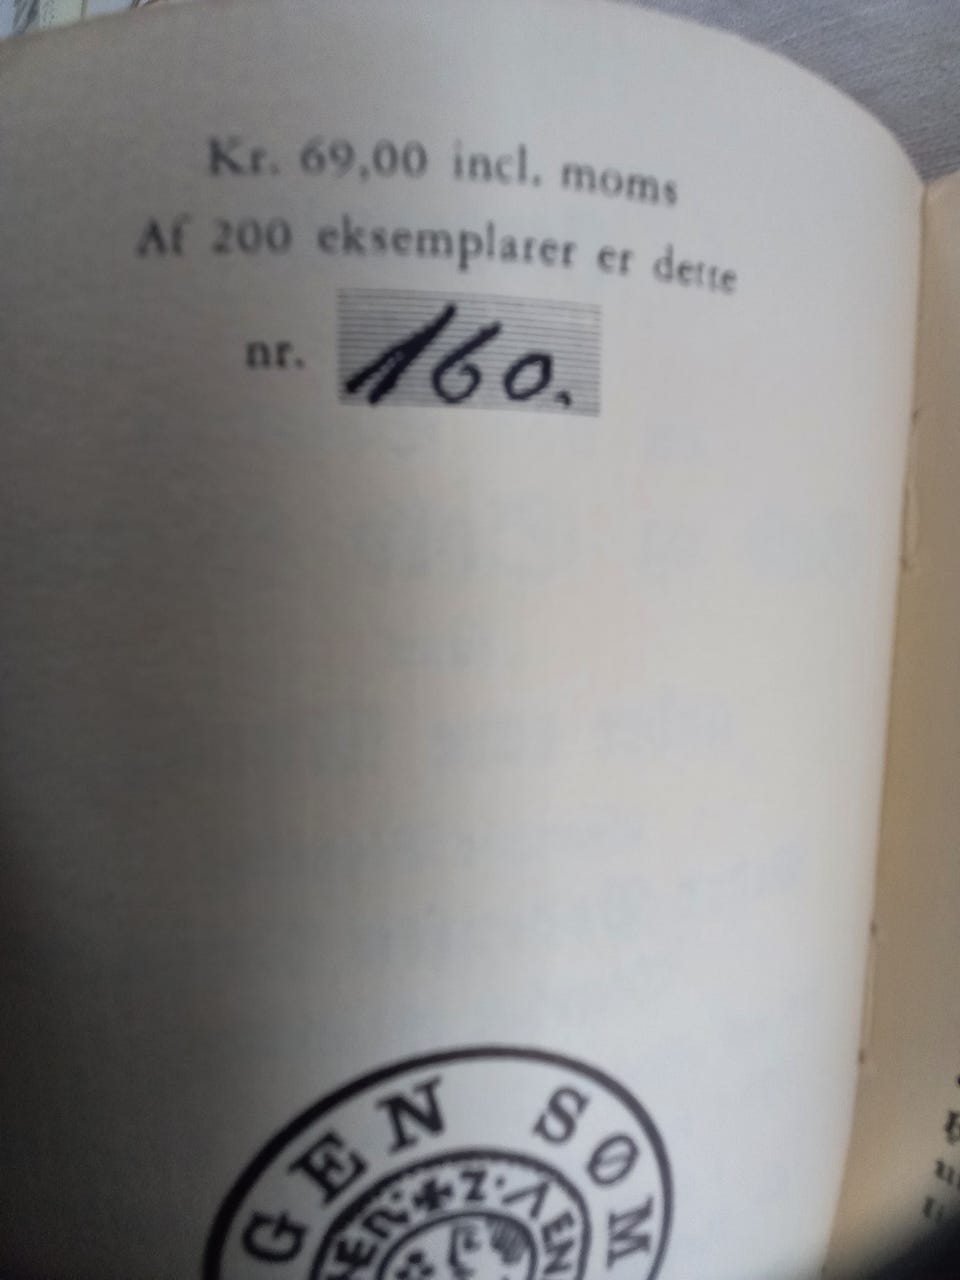 Kr. 69,00 incl. moms
Af 200 eksemplarer er dette
nr. 160.
GEN SØM